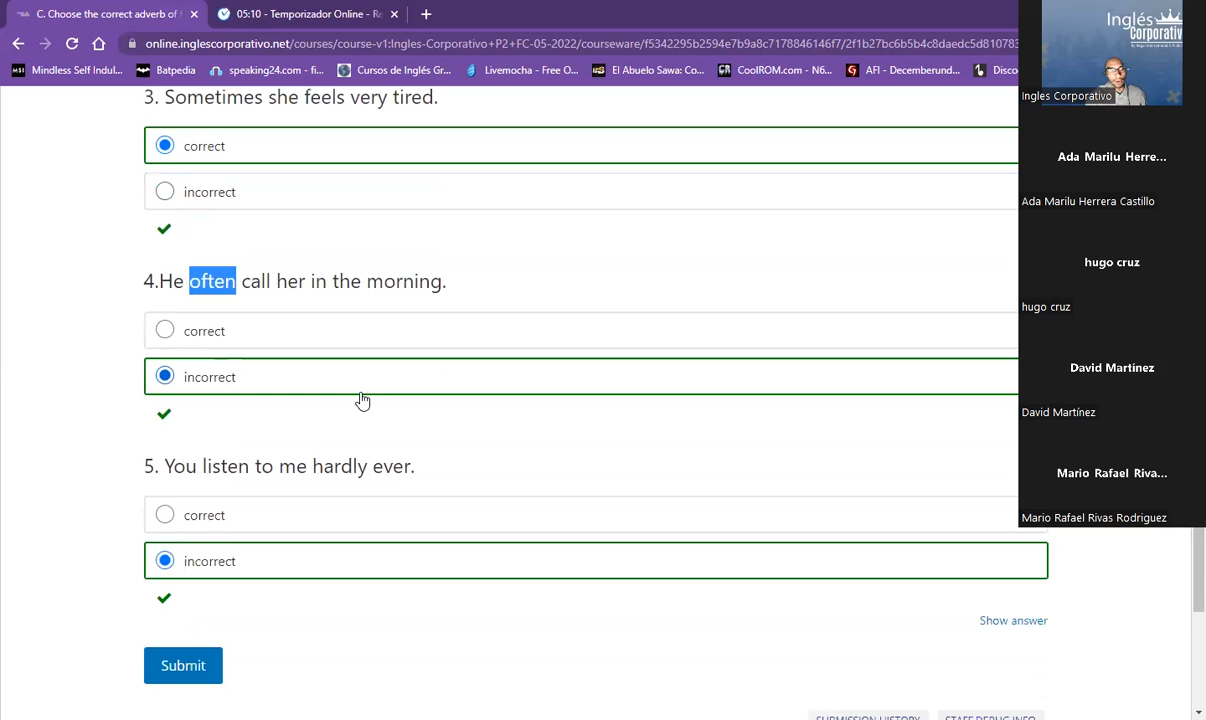 C. Choose the correct adverb of f
05:10 - Temporizador Online - Re
online.inglescorporativo.net/courses/course-v1:Ingles-Corporativo+P2+FC-05-2022/courseware/f5342295b2594e7b9a8c7178846146f7/2f1b27bc6b5b4c8daedc5d810783
Mindless Self Indul...
Batpedia
speaking24.com - fi...
Cursos de Inglés Gr...
Livemocha - Free O...
El Abuelo Sawa: Co...
CoolROM.com - N6...
AFI - Decemberund...
Disco
3. Sometimes she feels very tired.
correct
incorrect
4.He often call her in the morning.
correct
incorrect
5. You listen to me hardly ever.
correct
incorrect
Show answer
Submit
SUBMISSION HISTORY
STAFF DEBUG INFO
Inglés
Corporativo
Ingles Corporativo
Ada Marilu Herre...
Ada Marilu Herrera Castillo
hugo cruz
hugo cruz
David Martínez
David Martínez
Mario Rafael Riva...
Mario Rafael Rivas Rodriguez